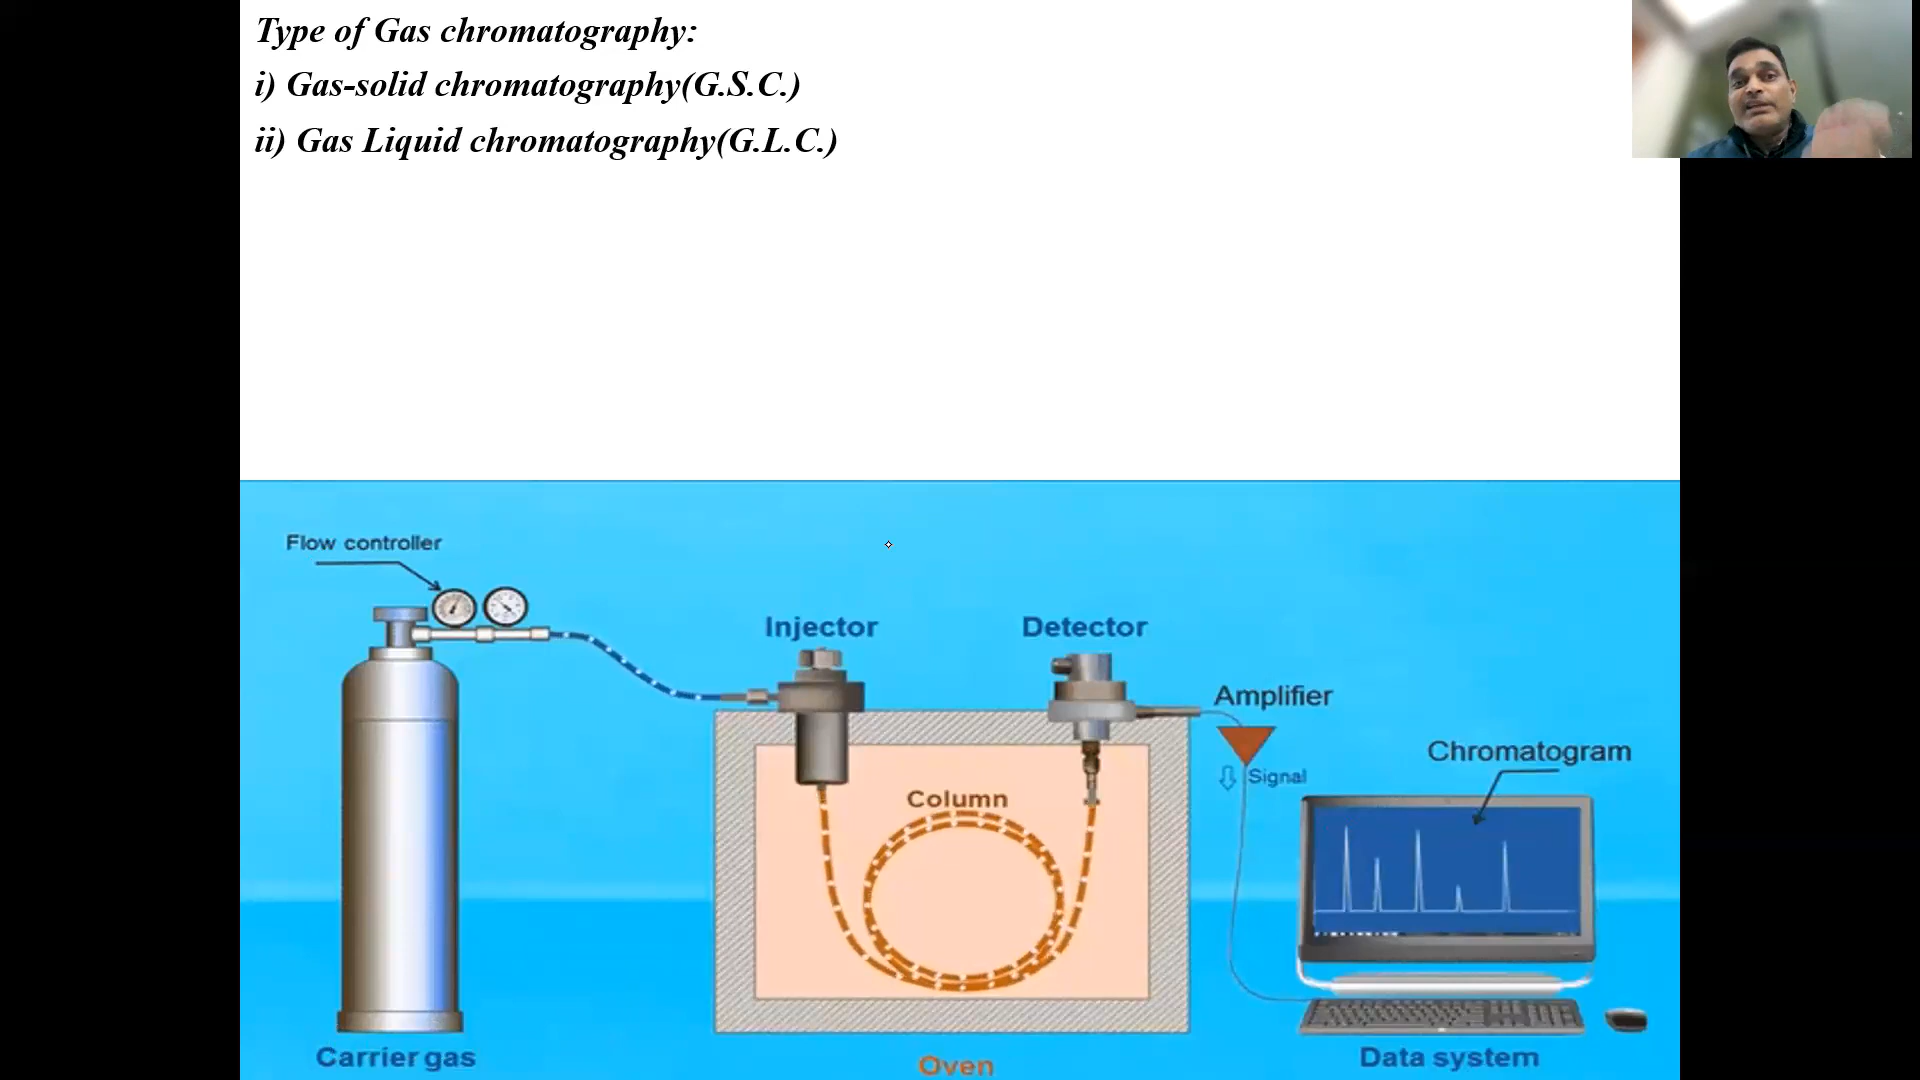 Type of Gas chromatography:
i) Gas-solid chromatography(G.S.C.)
ii) Gas Liquid chromatography(G.L.C.)
Flow controller
Injector
Detector
Amplifier
Signal
Chromatogram
Column
Carrier gas
Oven
Data system